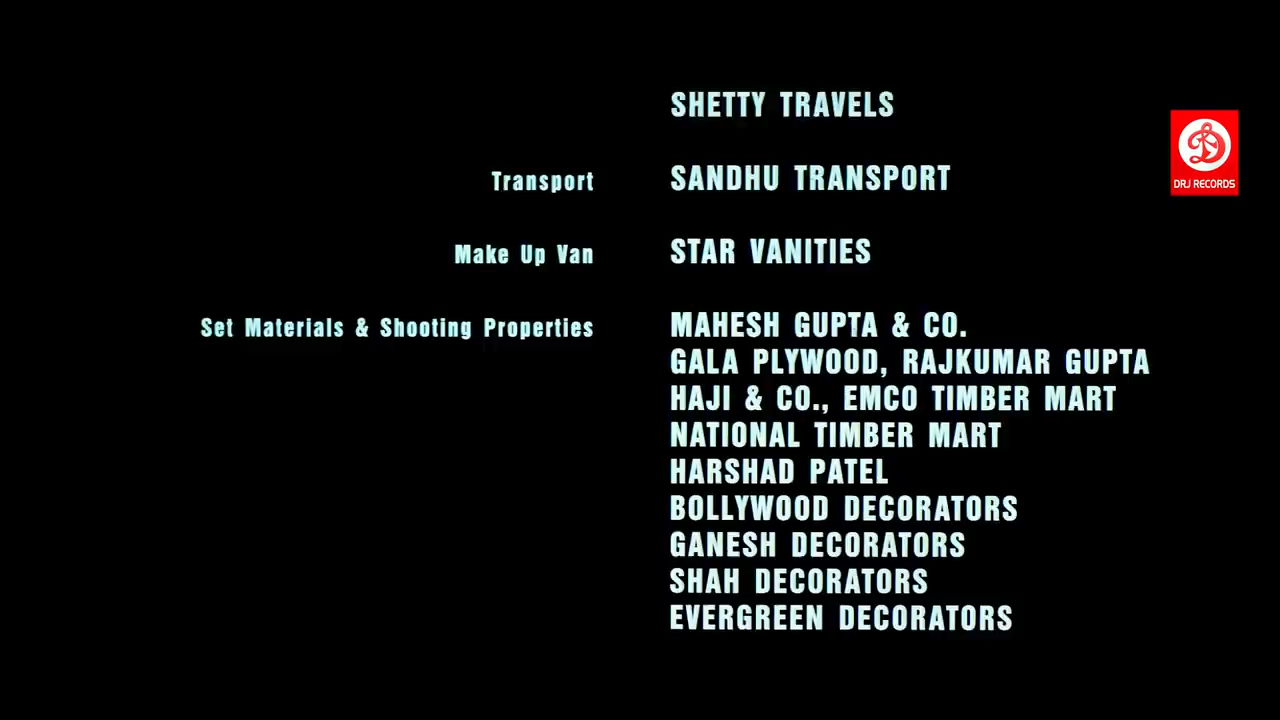 SHETTY TRAVELS
Transport SANDHU TRANSPORT
Make Up Van STAR VANITIES
Set Materials & Shooting Properties MAHESH GUPTA & CO.
GALA PLYWOOD, RAJKUMAR GUPTA
HAJI & CO., EMCO TIMBER MART
NATIONAL TIMBER MART
HARSHAD PATEL
BOLLYWOOD DECORATORS
GANESH DECORATORS
SHAH DECORATORS
EVERGREEN DECORATORS
DRJ RECORDS